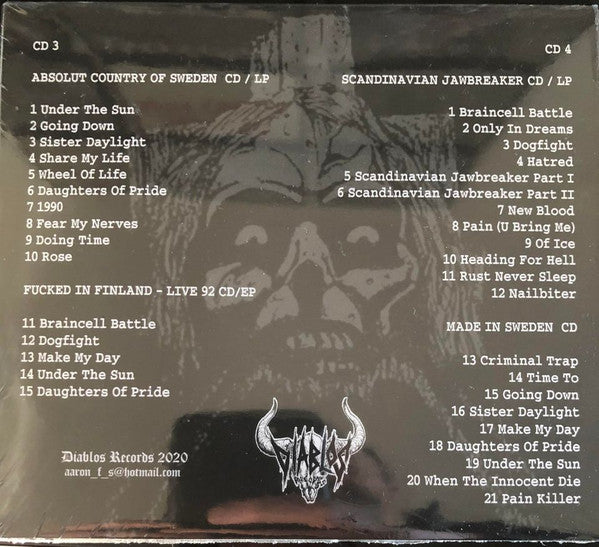 CD 3
ABSOLUT COUNTRY OF SWEDEN CD / LP
1 Under The Sun
2 Going Down
3 Sister Daylight
4 Share My Life
5 Wheel Of Life
6 Daughters Of Pride
7 1990
8 Fear My Nerves
9 Doing Time
10 Rose
FUCKED IN FINLAND - LIVE 92 CD/EP
11 Braincell Battle
12 Dogfight
13 Make My Day
14 Under The Sun
15 Daughters Of Pride
Diablos Records 2020
aaron_f_s@hotmail.com
DIABLOS
CD 4
SCANDINAVIAN JAWBREAKER CD / LP
1 Braincell Battle
2 Only In Dreams
3 Dogfight
4 Hatred
5 Scandinavian Jawbreaker Part I
6 Scandinavian Jawbreaker Part II
7 New Blood
8 Pain (U Bring Me)
9 Of Ice
10 Heading For Hell
11 Rust Never Sleep
12 Nailbiter
MADE IN SWEDEN CD
13 Criminal Trap
14 Time To
15 Going Down
16 Sister Daylight
17 Make My Day
18 Daughters Of Pride
19 Under The Sun
20 When The Innocent Die
21 Pain Killer